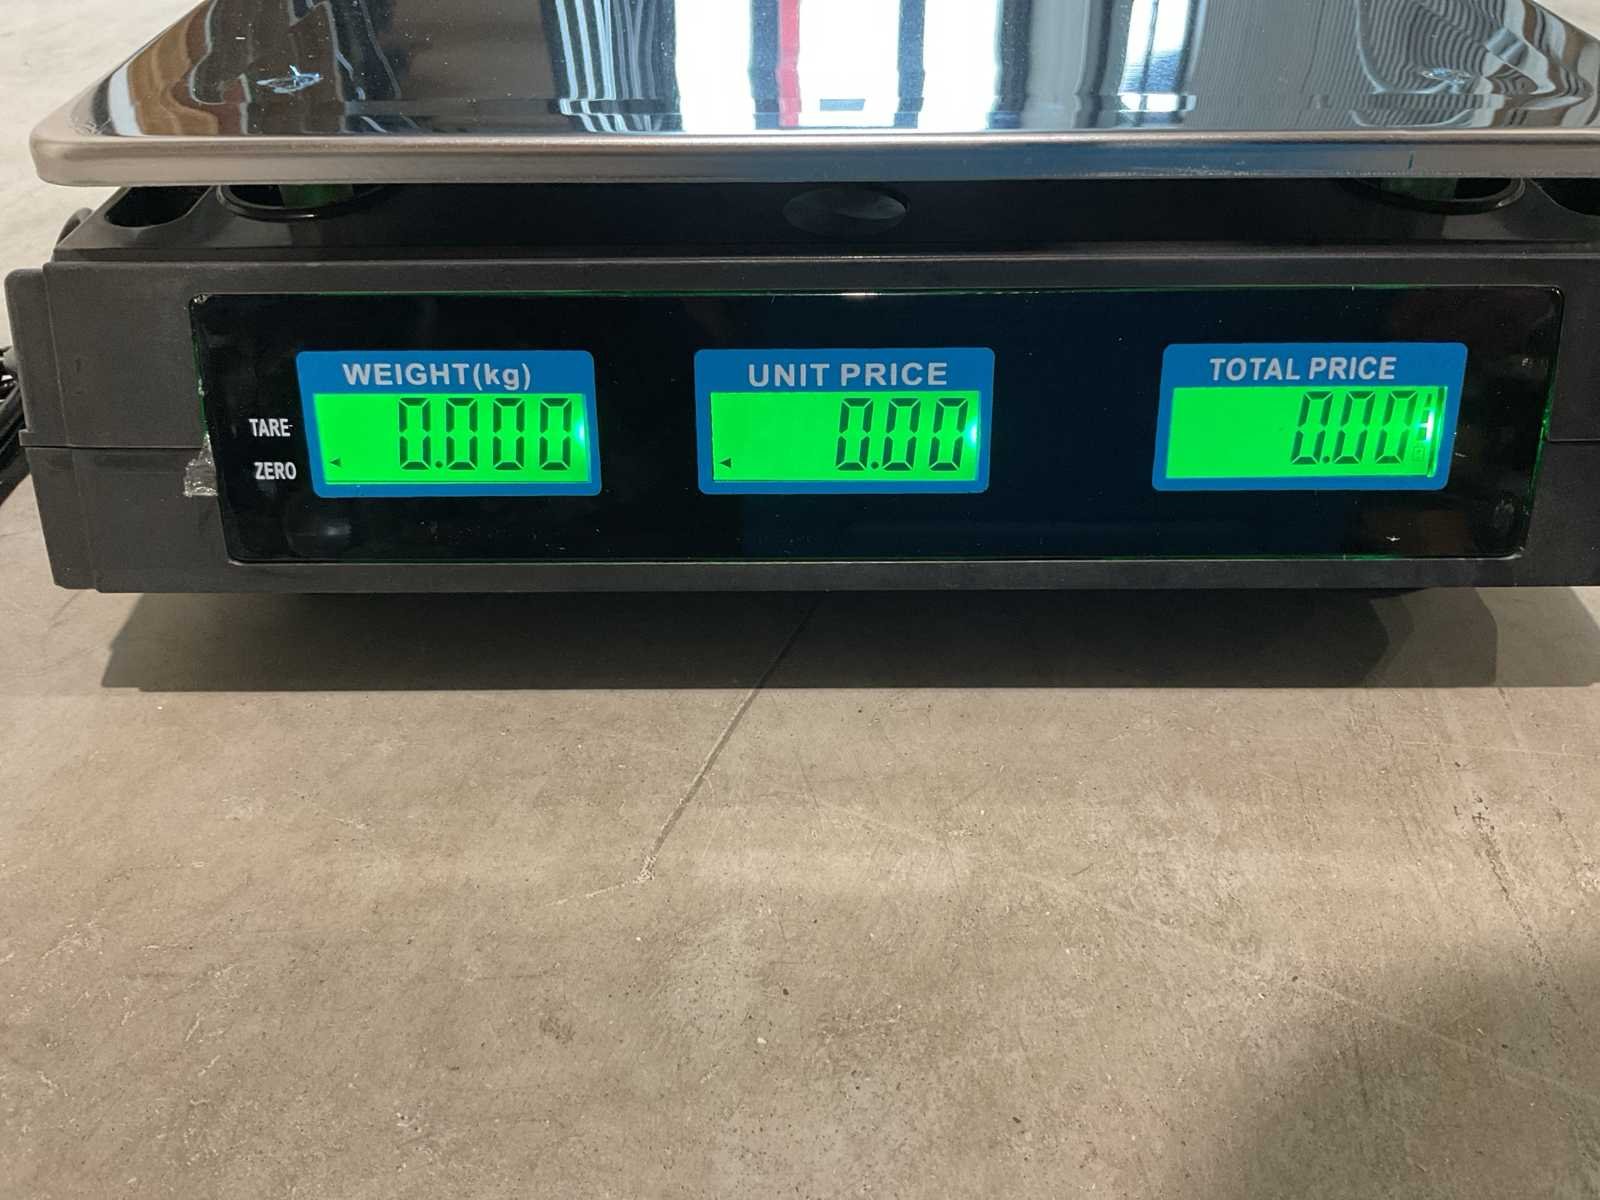 WEIGHT(kg)
UNIT PRICE
TOTAL PRICE
TARE
ZERO
0.000
0.00
0.00